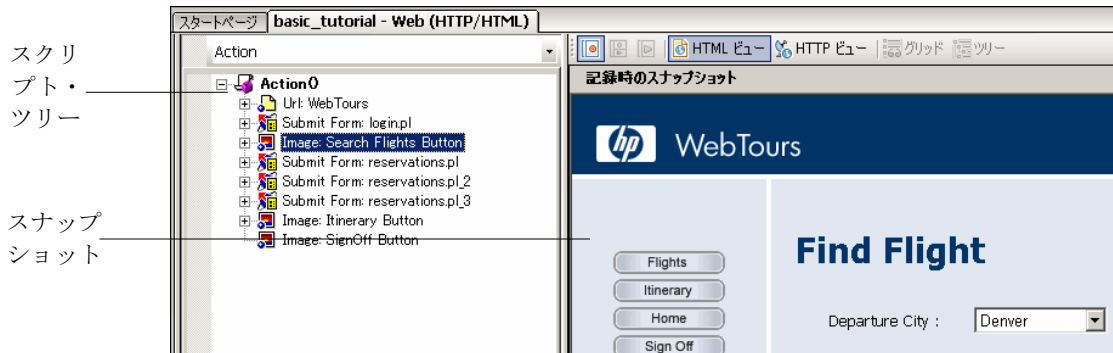 スタートページ basic_tutorial - Web (HTTP/HTML)
スクリ
プト・
ツリー
Action
HTML ビュー HTTP ビュー グリッド ツリー
記録時のスナップショット
Action()
Url: WebTours
Submit Form: login.pl
Image: Search Flights Button
Submit Form: reservations.pl
Submit Form: reservations.pl_2
Submit Form: reservations.pl_3
Image: Itinerary Button
Image: SignOff Button
スナップ
ショット
hp WebTours
Flights
Itinerary
Home
Sign Off
Find Flight
Departure City : Denver